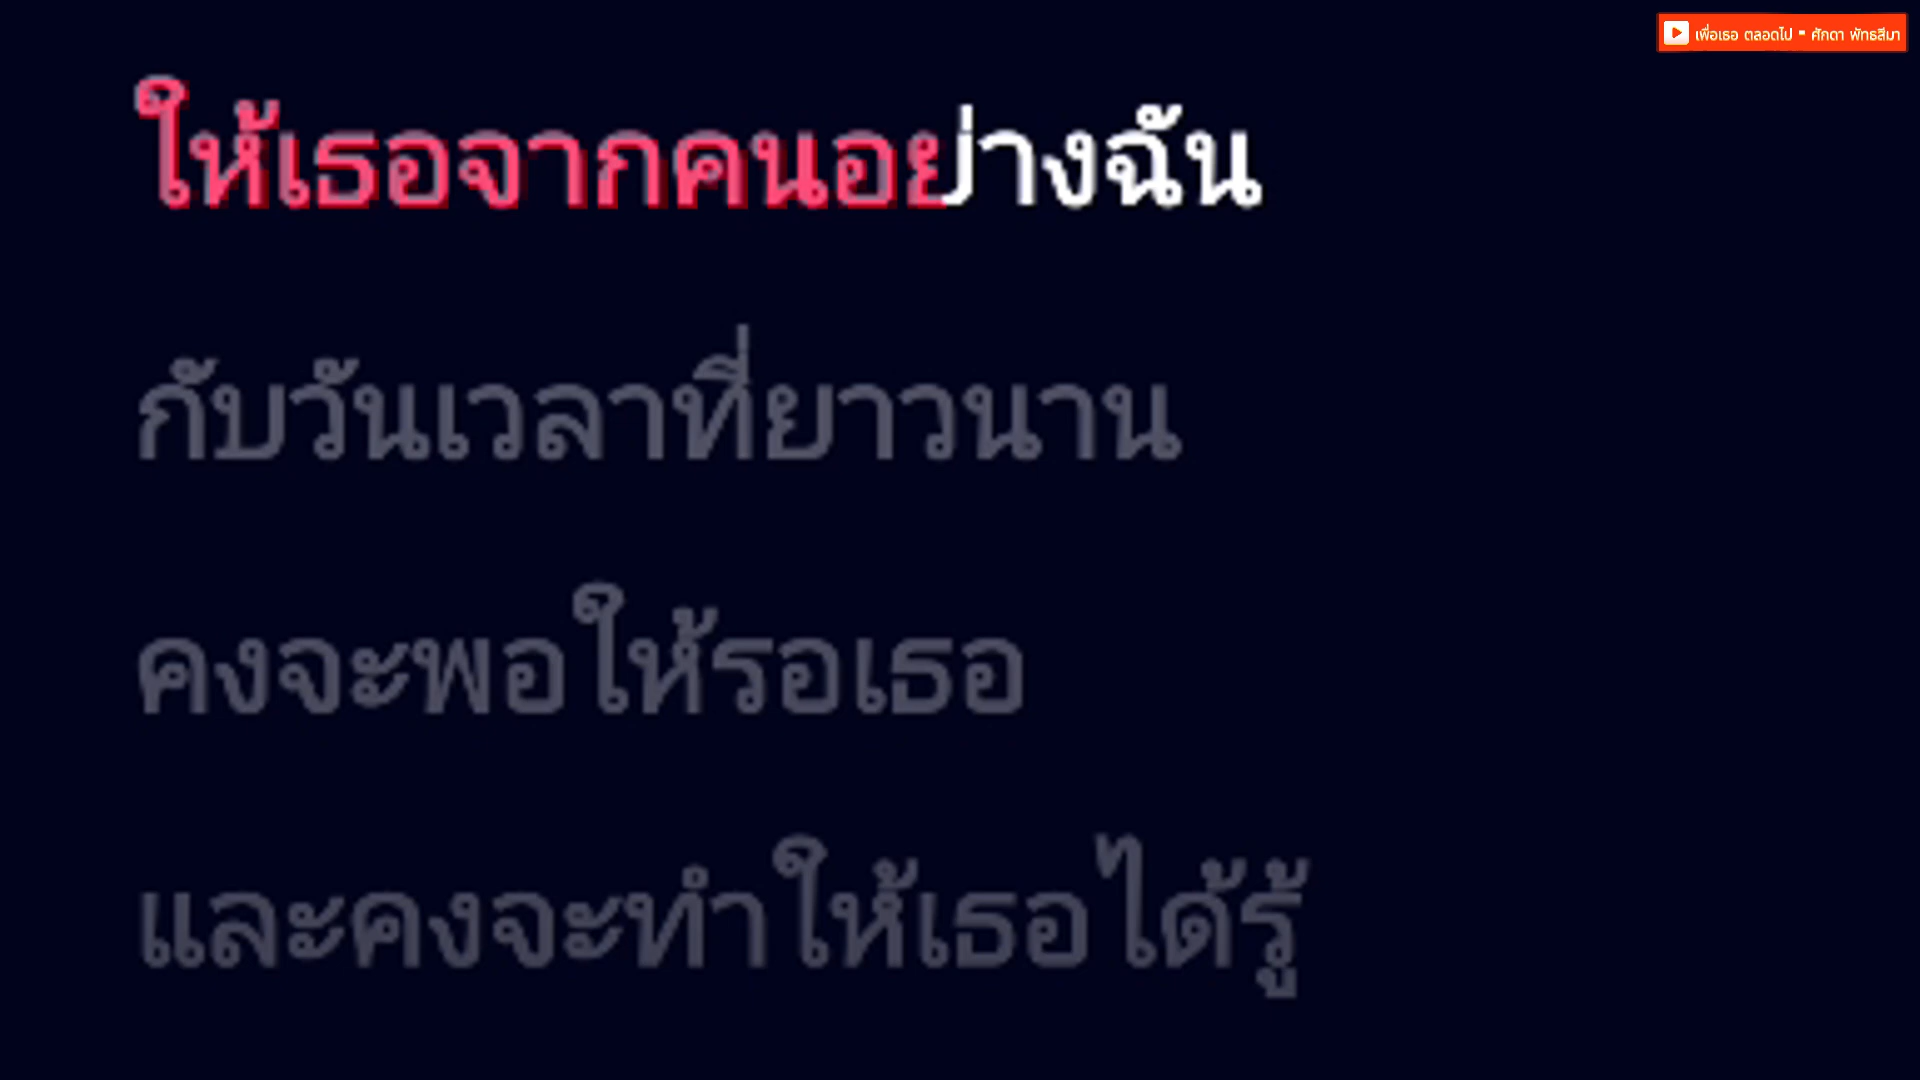 เพื่อเธอ ตลอดไป - ศักดา พัทธสีมา
ให้เธอจากคนอย่างฉัน
กับวันเวลาที่ยาวนาน
คงจะพอให้รอเธอ
และคงจะทำให้เธอได้รู้